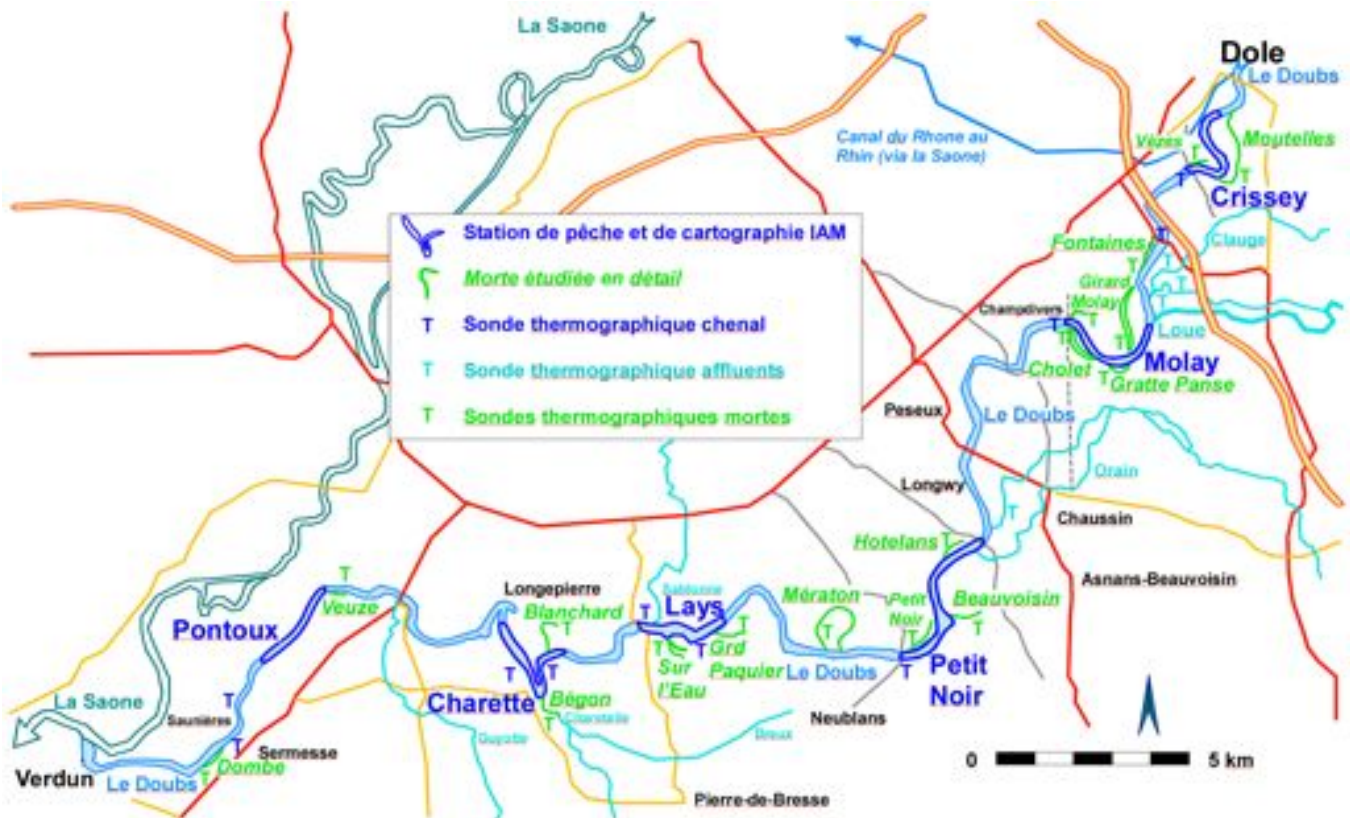 La Saone
Dole
Le Doubs
Canal du Rhone au
Rhin (via la Saone)
Vèzes
Moutelles
Crissey
Station de pêche et de cartographie IAM
Morte étudiée en détail
T Sonde thermographique chenal
T Sonde thermographique affluents
T Sondes thermographiques mortes
Fontaines
Clauge
Girard
Molay
Champdivers
Loue
Cholet
Molay
Gratte Panse
Peseux
Le Doubs
Orain
Longwy
Chaussin
Hotelans
Asnans-Beauvoisin
Longepierre
Sablonne
Veuze
Blanchard
Lays
Mératon
Petit
Noir
Beauvoisin
Pontoux
Grd
Paquier
Sur
l'Eau
Le Doubs
Petit
Noir
La Saone
Charette
Bégon
Neublans
Saunières
Charetelle
Guyotte
Sermesse
Verdun
Le Doubs
Dombe
Pierre-de-Bresse
0 5 km